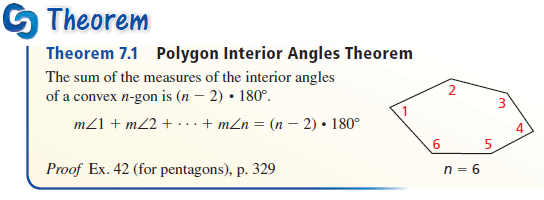 Theorem
Theorem 7.1 Polygon Interior Angles Theorem
The sum of the measures of the interior angles
of a convex n-gon is (n − 2) • 180°.
m∠1 + m∠2 + · · · + m∠n = (n − 2) • 180°
Proof Ex. 42 (for pentagons), p. 329
2
3
1
4
6
5
n = 6